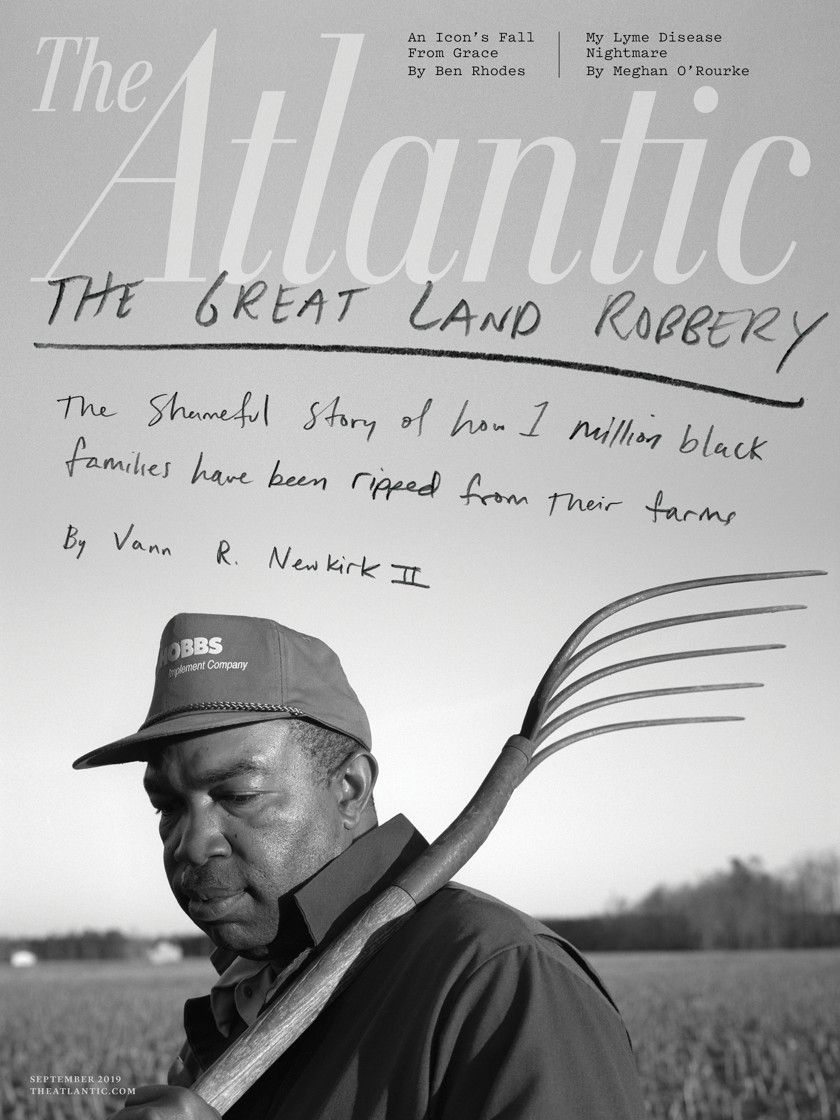 The
Atlantic
An Icon's Fall
From Grace
By Ben Rhodes
My Lyme Disease
Nightmare
By Meghan O'Rourke
THE GREAT LAND ROBBERY
The Shameful Story of how 1 million black
families have been ripped from their farms
By Vann R. Newkirk II
HOBBS
Implement Company
SEPTEMBER 2019
THEATLANTIC.COM